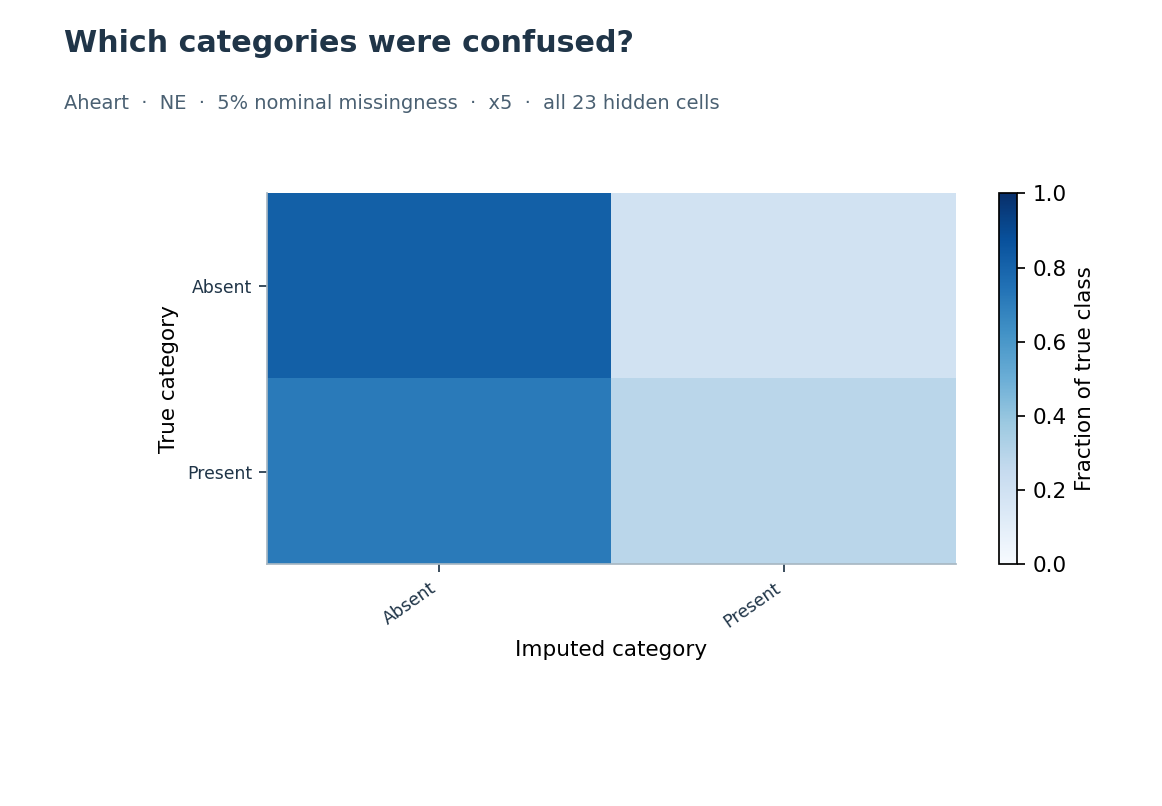 Which categories were confused?
Aheart · NE · 5% nominal missingness · x5 · all 23 hidden cells
True category
Absent
Present
Absent
Present
Imputed category
1.0
0.8
0.6
0.4
0.2
0.0
Fraction of true class